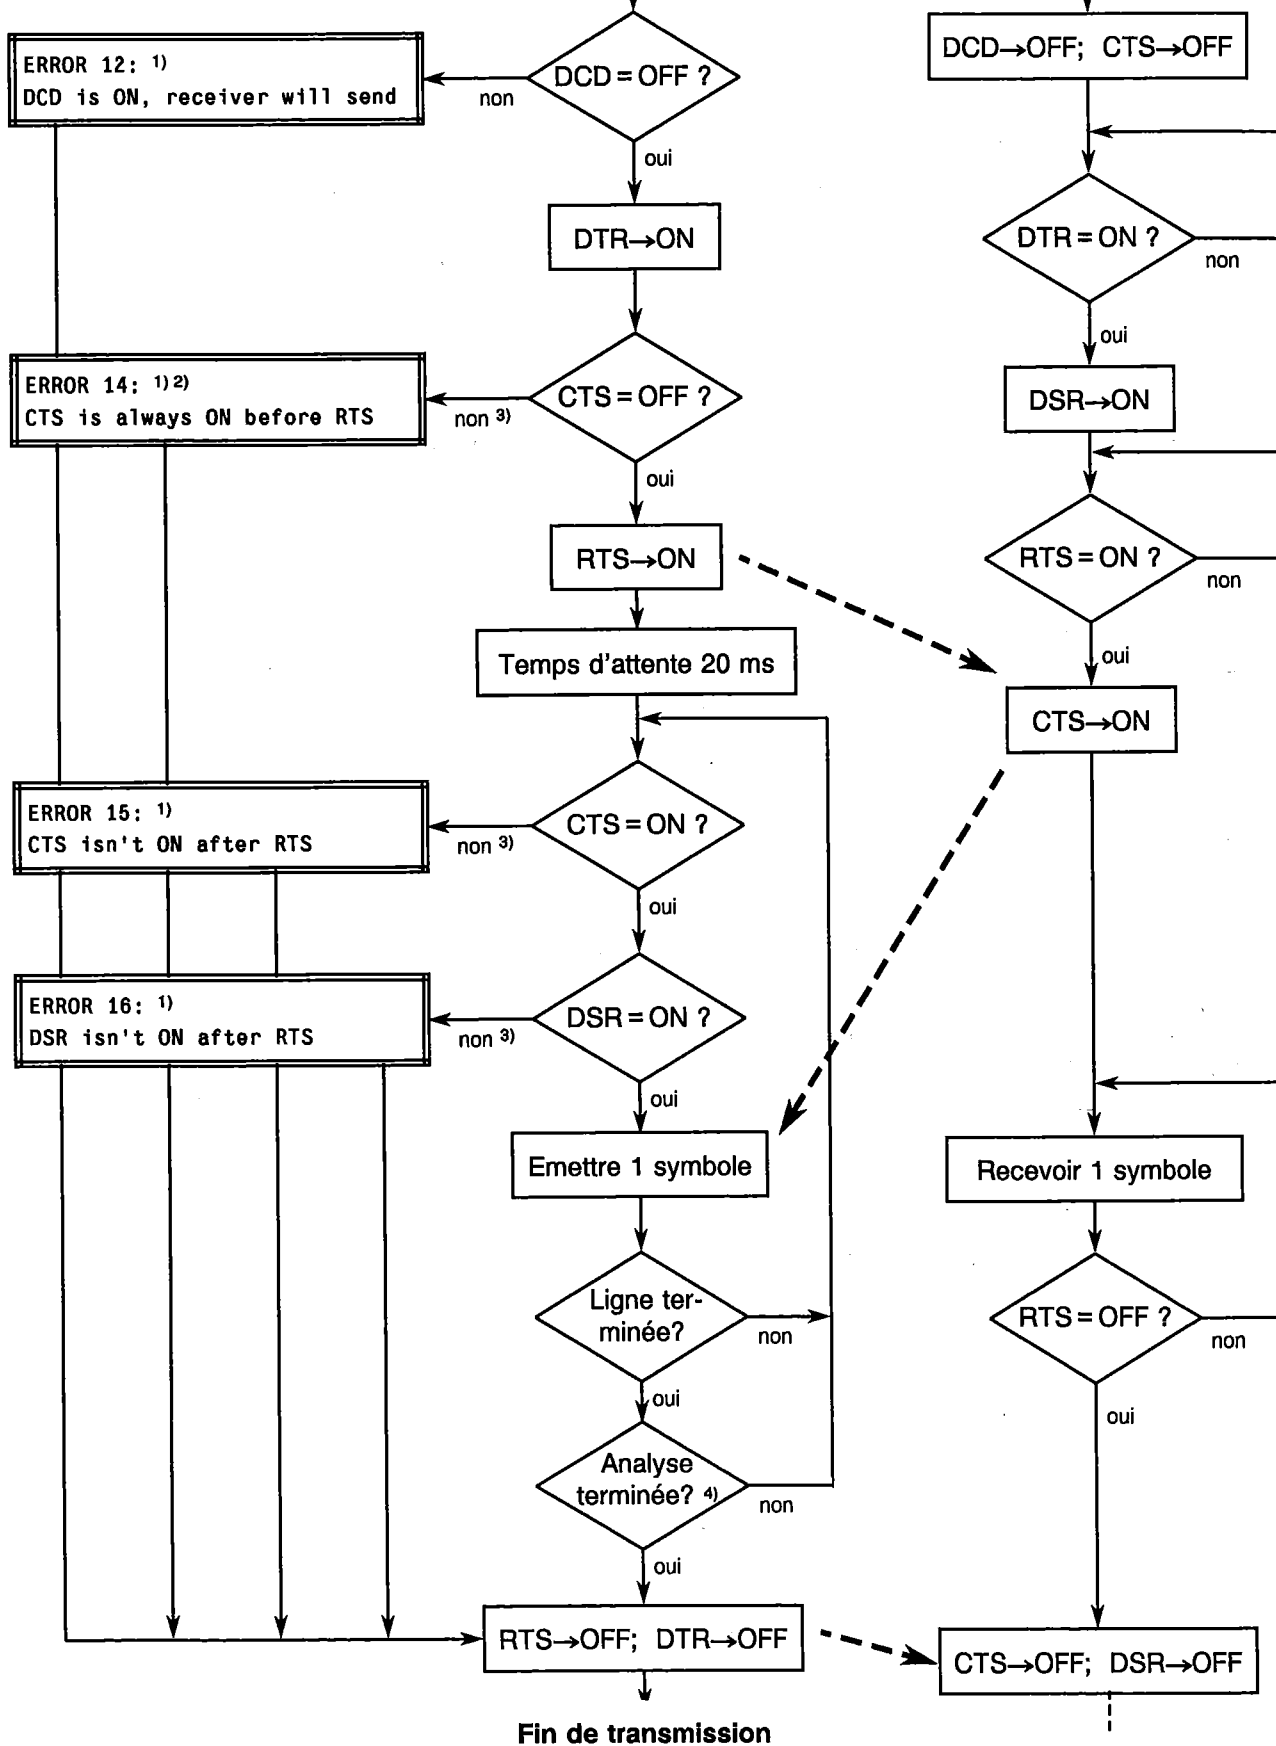 ERROR 12: 1)
DCD is ON, receiver will send
DCD = OFF ?
non
oui
DTR→ON
ERROR 14: 1) 2)
CTS is always ON before RTS
CTS = OFF ?
non 3)
oui
RTS→ON
Temps d'attente 20 ms
ERROR 15: 1)
CTS isn't ON after RTS
CTS = ON ?
non 3)
oui
ERROR 16: 1)
DSR isn't ON after RTS
DSR = ON ?
non 3)
oui
Emettre 1 symbole
Ligne ter-
minée?
non
oui
Analyse
terminée? 4)
non
oui
RTS→OFF; DTR→OFF
Fin de transmission
DCD→OFF; CTS→OFF
DTR = ON ?
non
oui
DSR→ON
RTS = ON ?
non
oui
CTS→ON
Recevoir 1 symbole
RTS = OFF ?
non
oui
CTS→OFF; DSR→OFF